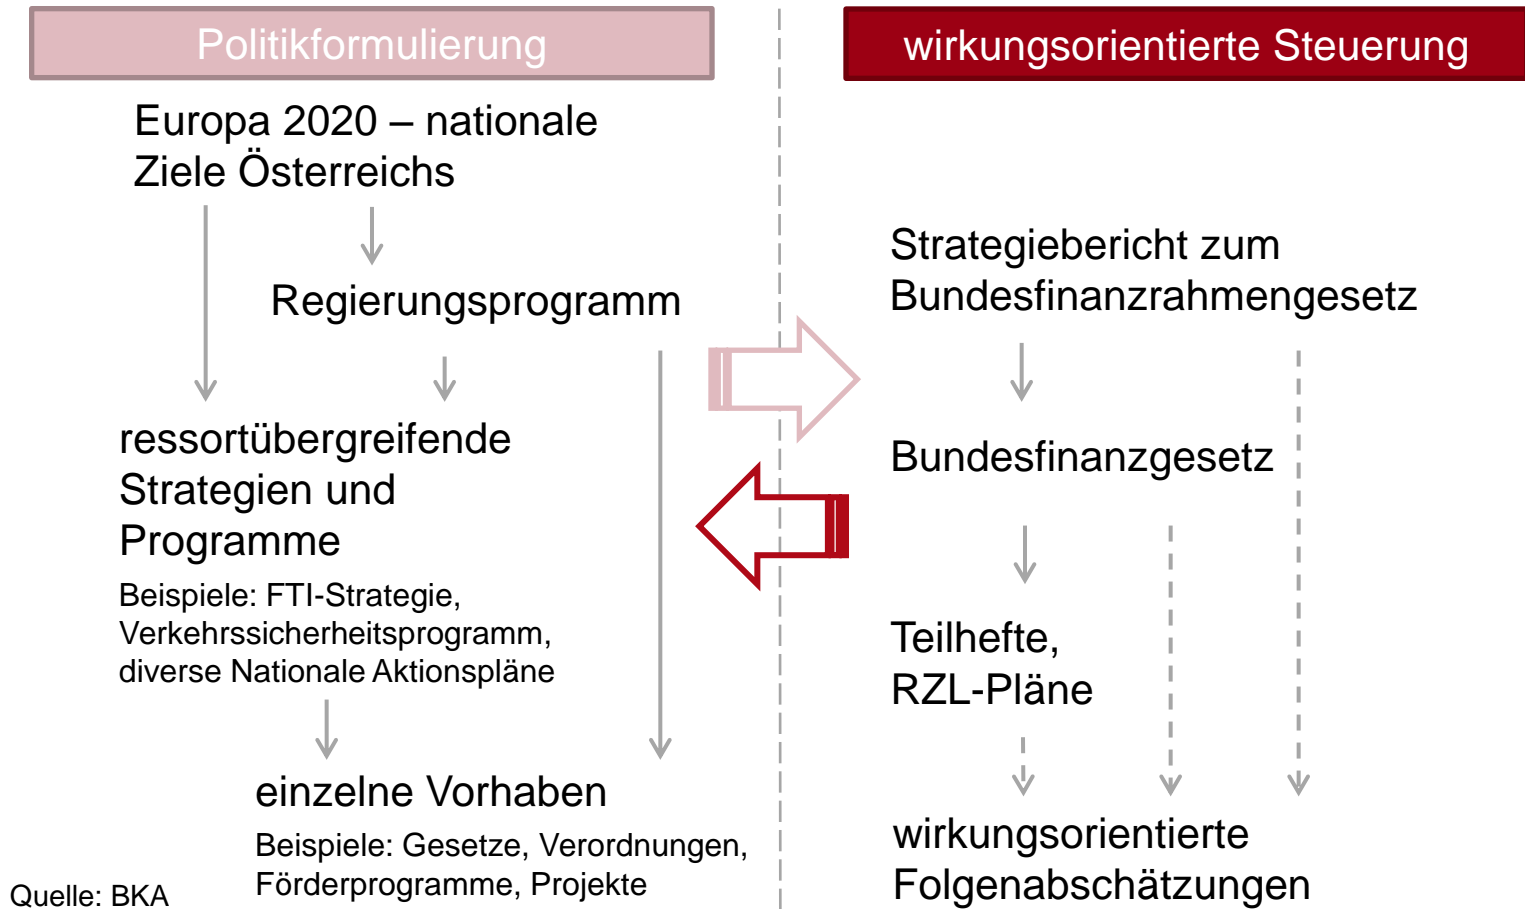 Politikformulierung
Europa 2020 – nationale
Ziele Österreichs
Regierungsprogramm
ressortübergreifende
Strategien und
Programme
Beispiele: FTI-Strategie,
Verkehrssicherheitsprogramm,
diverse Nationale Aktionspläne
einzelne Vorhaben
Beispiele: Gesetze, Verordnungen,
Förderprogramme, Projekte
Quelle: BKA
wirkungsorientierte Steuerung
Strategiebericht zum
Bundesfinanzrahmengesetz
Bundesfinanzgesetz
Teilhefte,
RZL-Pläne
wirkungsorientierte
Folgenabschätzungen